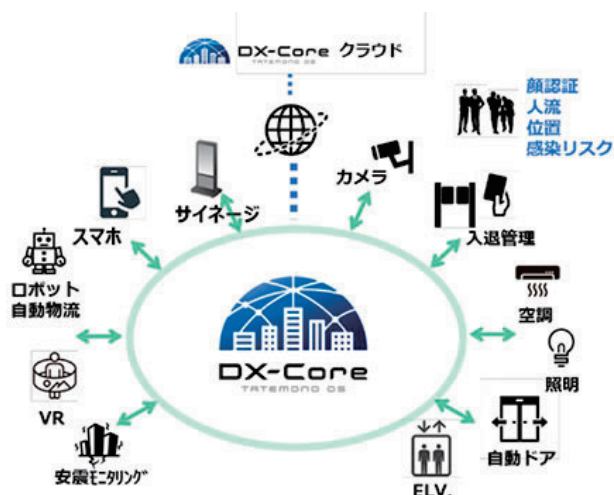 DX-Core クラウド
TATEMONO OS
顔認証
人流
位置
感染リスク
カメラ
サイネージ
スマホ
入退管理
ロボット
自動物流
空調
DX-Core
TATEMONO OS
照明
VR
自動ドア
安震ﾓﾆﾀﾘﾝｸﾞ
ELV.